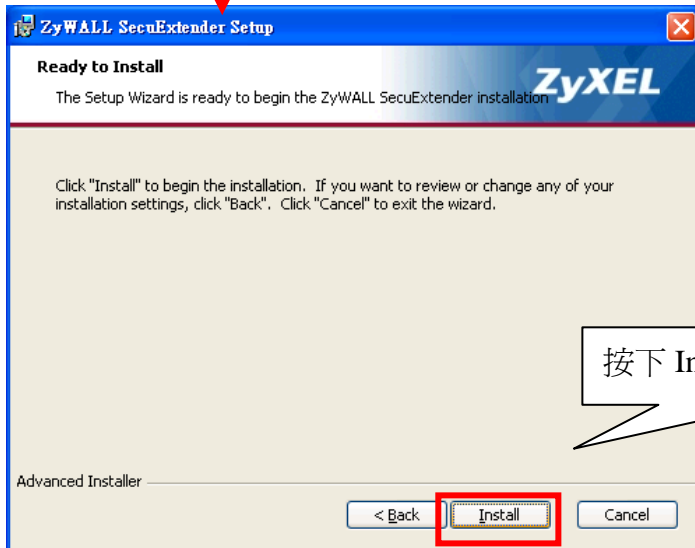 ZyWALL SecuExtender Setup
Ready to Install
The Setup Wizard is ready to begin the ZyWALL SecuExtender installation
ZyXEL
Click "Install" to begin the installation. If you want to review or change any of your
installation settings, click "Back". Click "Cancel" to exit the wizard.
按下
Advanced Installer
< Back
Install
Cancel